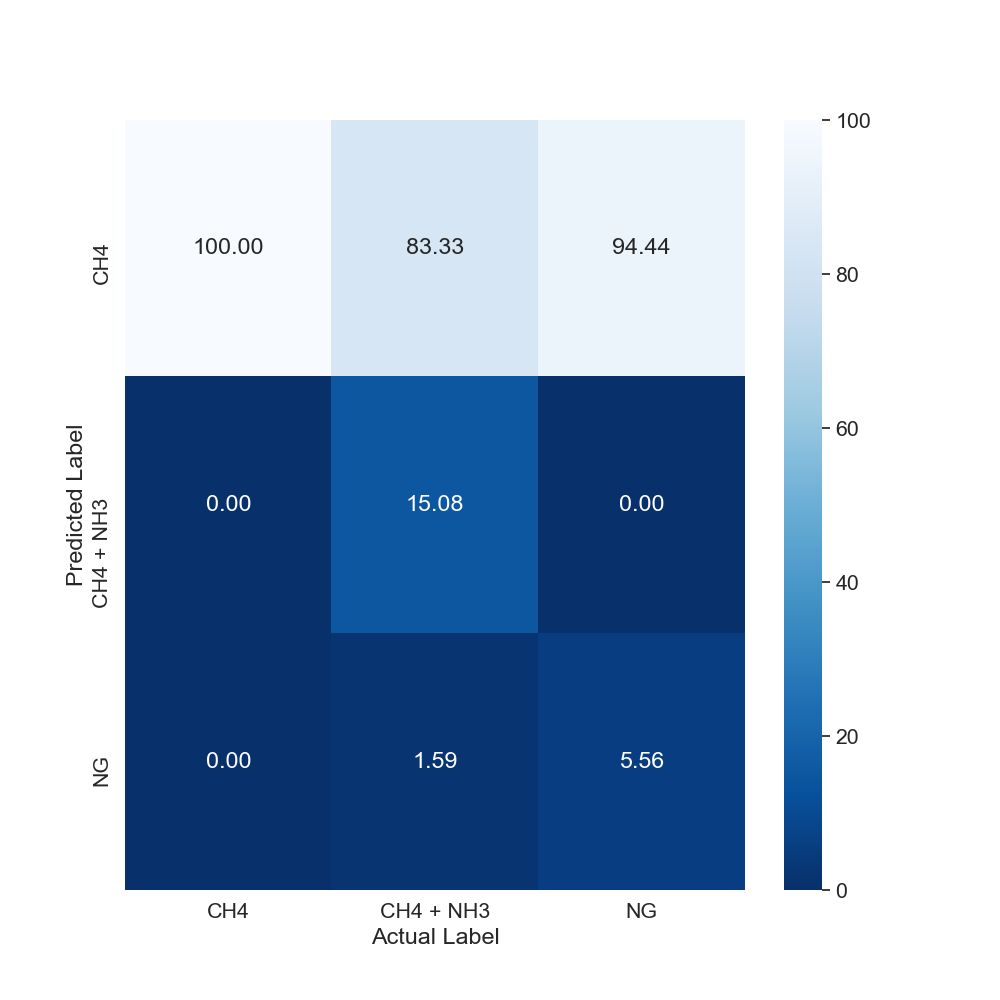 100
80
60
40
20
0
Predicted Label
CH4
CH4 + NH3
NG
100.00 83.33 94.44
0.00 15.08 0.00
0.00 1.59 5.56
CH4 CH4 + NH3 NG
Actual Label